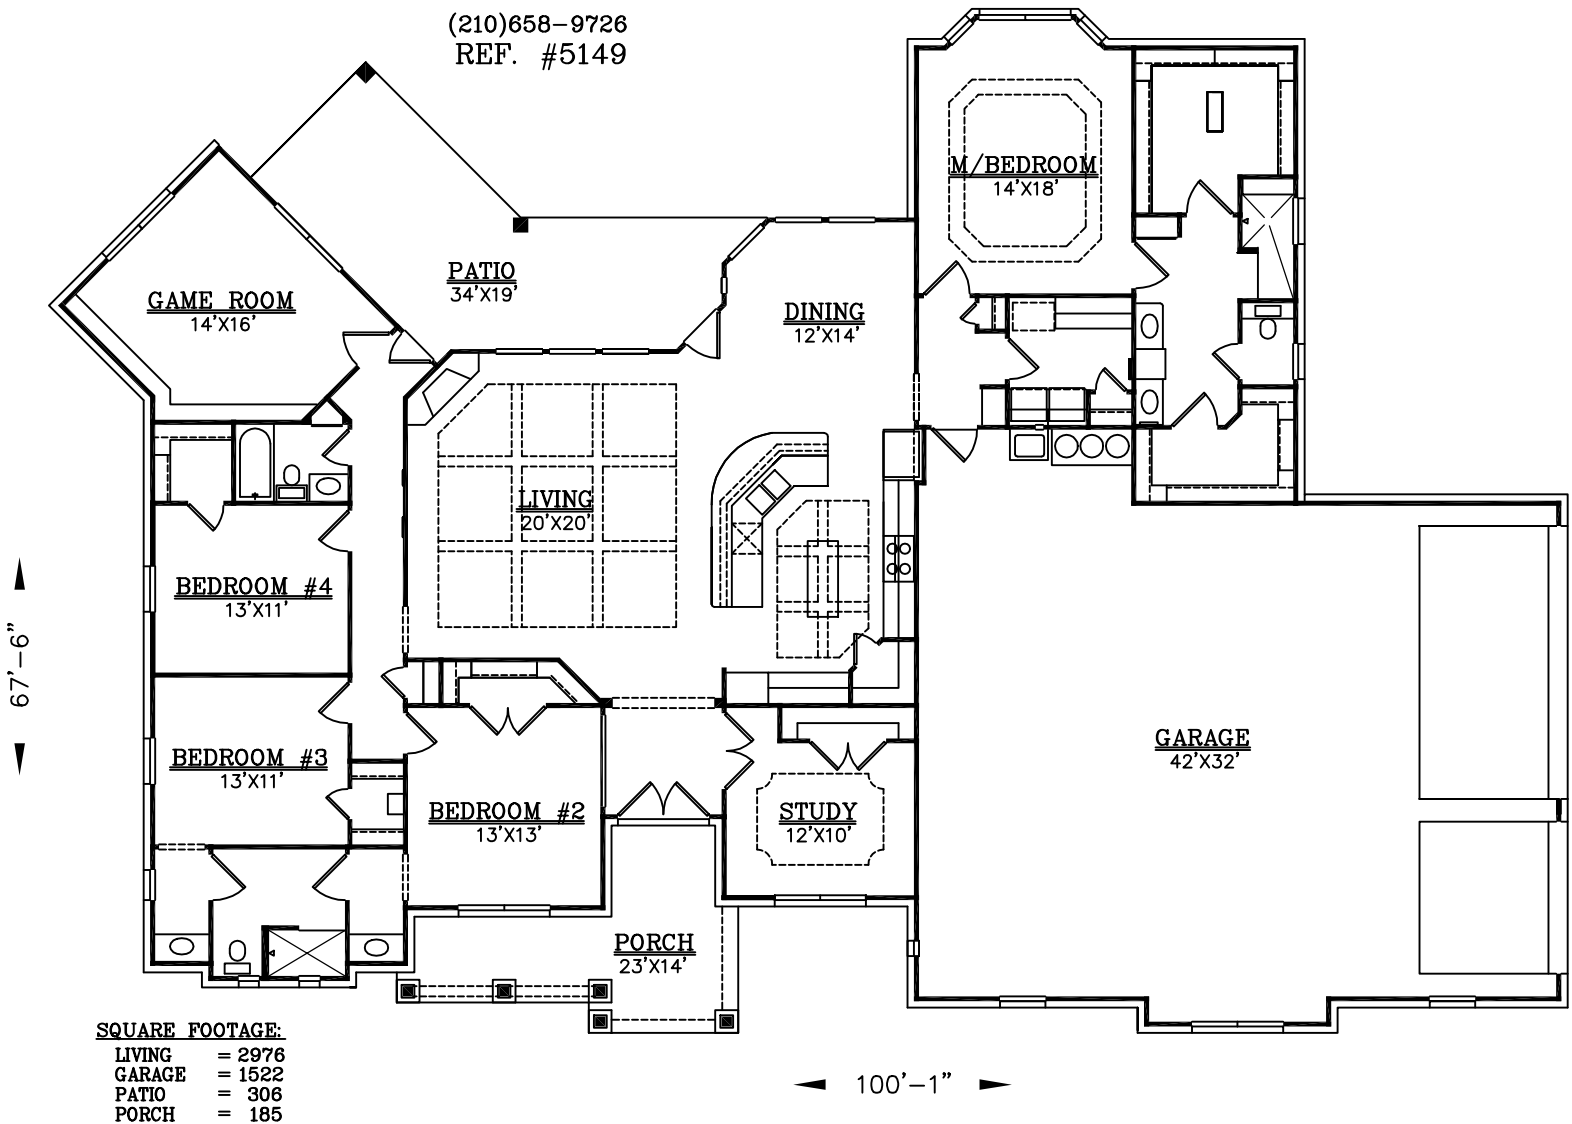 (210)658-9726
REF. #5149
M/BEDROOM
14'X18'
PATIO
34'X19'
GAME ROOM
14'X16'
DINING
12'X14'
LIVING
20'X20'
BEDROOM #4
13'X11'
67'-6"
BEDROOM #3
13'X11'
GARAGE
42'X32'
BEDROOM #2
13'X13'
STUDY
12'X10'
PORCH
23'X14'
SQUARE FOOTAGE:
LIVING = 2976
GARAGE = 1522
PATIO = 306
PORCH = 185
100'-1"